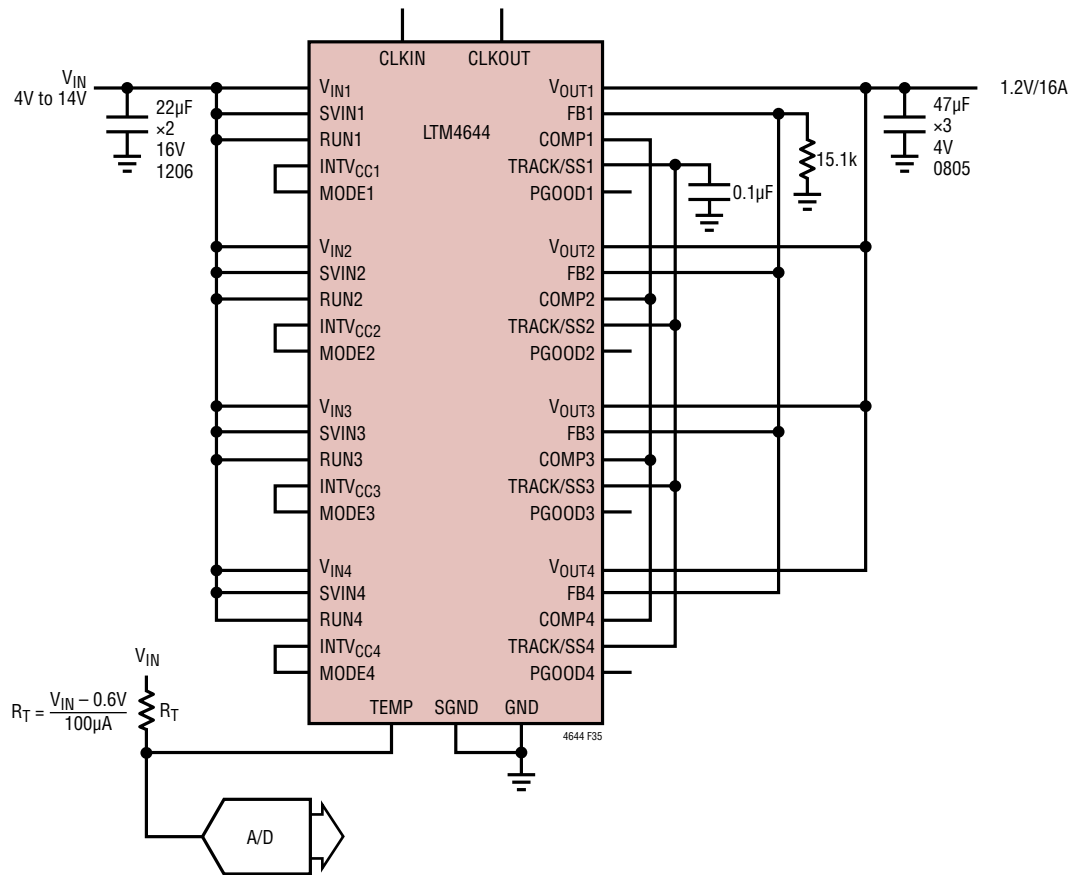 CLKIN CLKOUT
LTM4644
VIN
4V to 14V
22µF
×2
16V
1206
VIN1
SVIN1
RUN1
INTVCC1
MODE1
VIN2
SVIN2
RUN2
INTVCC2
MODE2
VIN3
SVIN3
RUN3
INTVCC3
MODE3
VIN4
SVIN4
RUN4
INTVCC4
MODE4
VOUT1
FB1
COMP1
TRACK/SS1
PGOOD1
VOUT2
FB2
COMP2
TRACK/SS2
PGOOD2
VOUT3
FB3
COMP3
TRACK/SS3
PGOOD3
VOUT4
FB4
COMP4
TRACK/SS4
PGOOD4
1.2V/16A
47µF
×3
4V
0805
15.1k
0.1µF
TEMP SGND GND
4644 F35
VIN
RT = VIN – 0.6V
100µA
RT
A/D